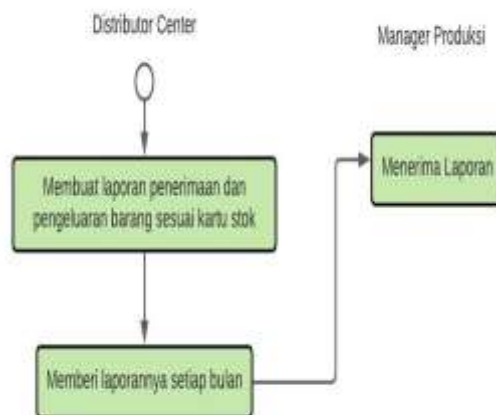 Distributor Center
Manager Produksi
Membuat laporan penerimaan dan
pengeluaran barang sesuai kartu stok
Menerima Laporan
Memberi laporannya setiap bulan